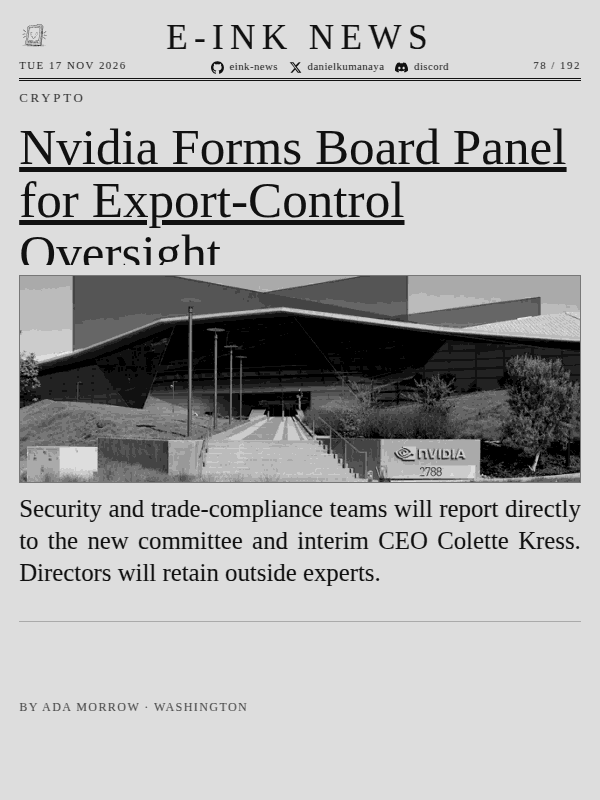 E-INK NEWS
TUE 17 NOV 2026
eink-news danielkumanaya discord
78 / 192
CRYPTO
Nvidia Forms Board Panel
for Export-Control
Oversight
NVIDIA
2788
Security and trade-compliance teams will report directly
to the new committee and interim CEO Colette Kress.
Directors will retain outside experts.
BY ADA MORROW · WASHINGTON